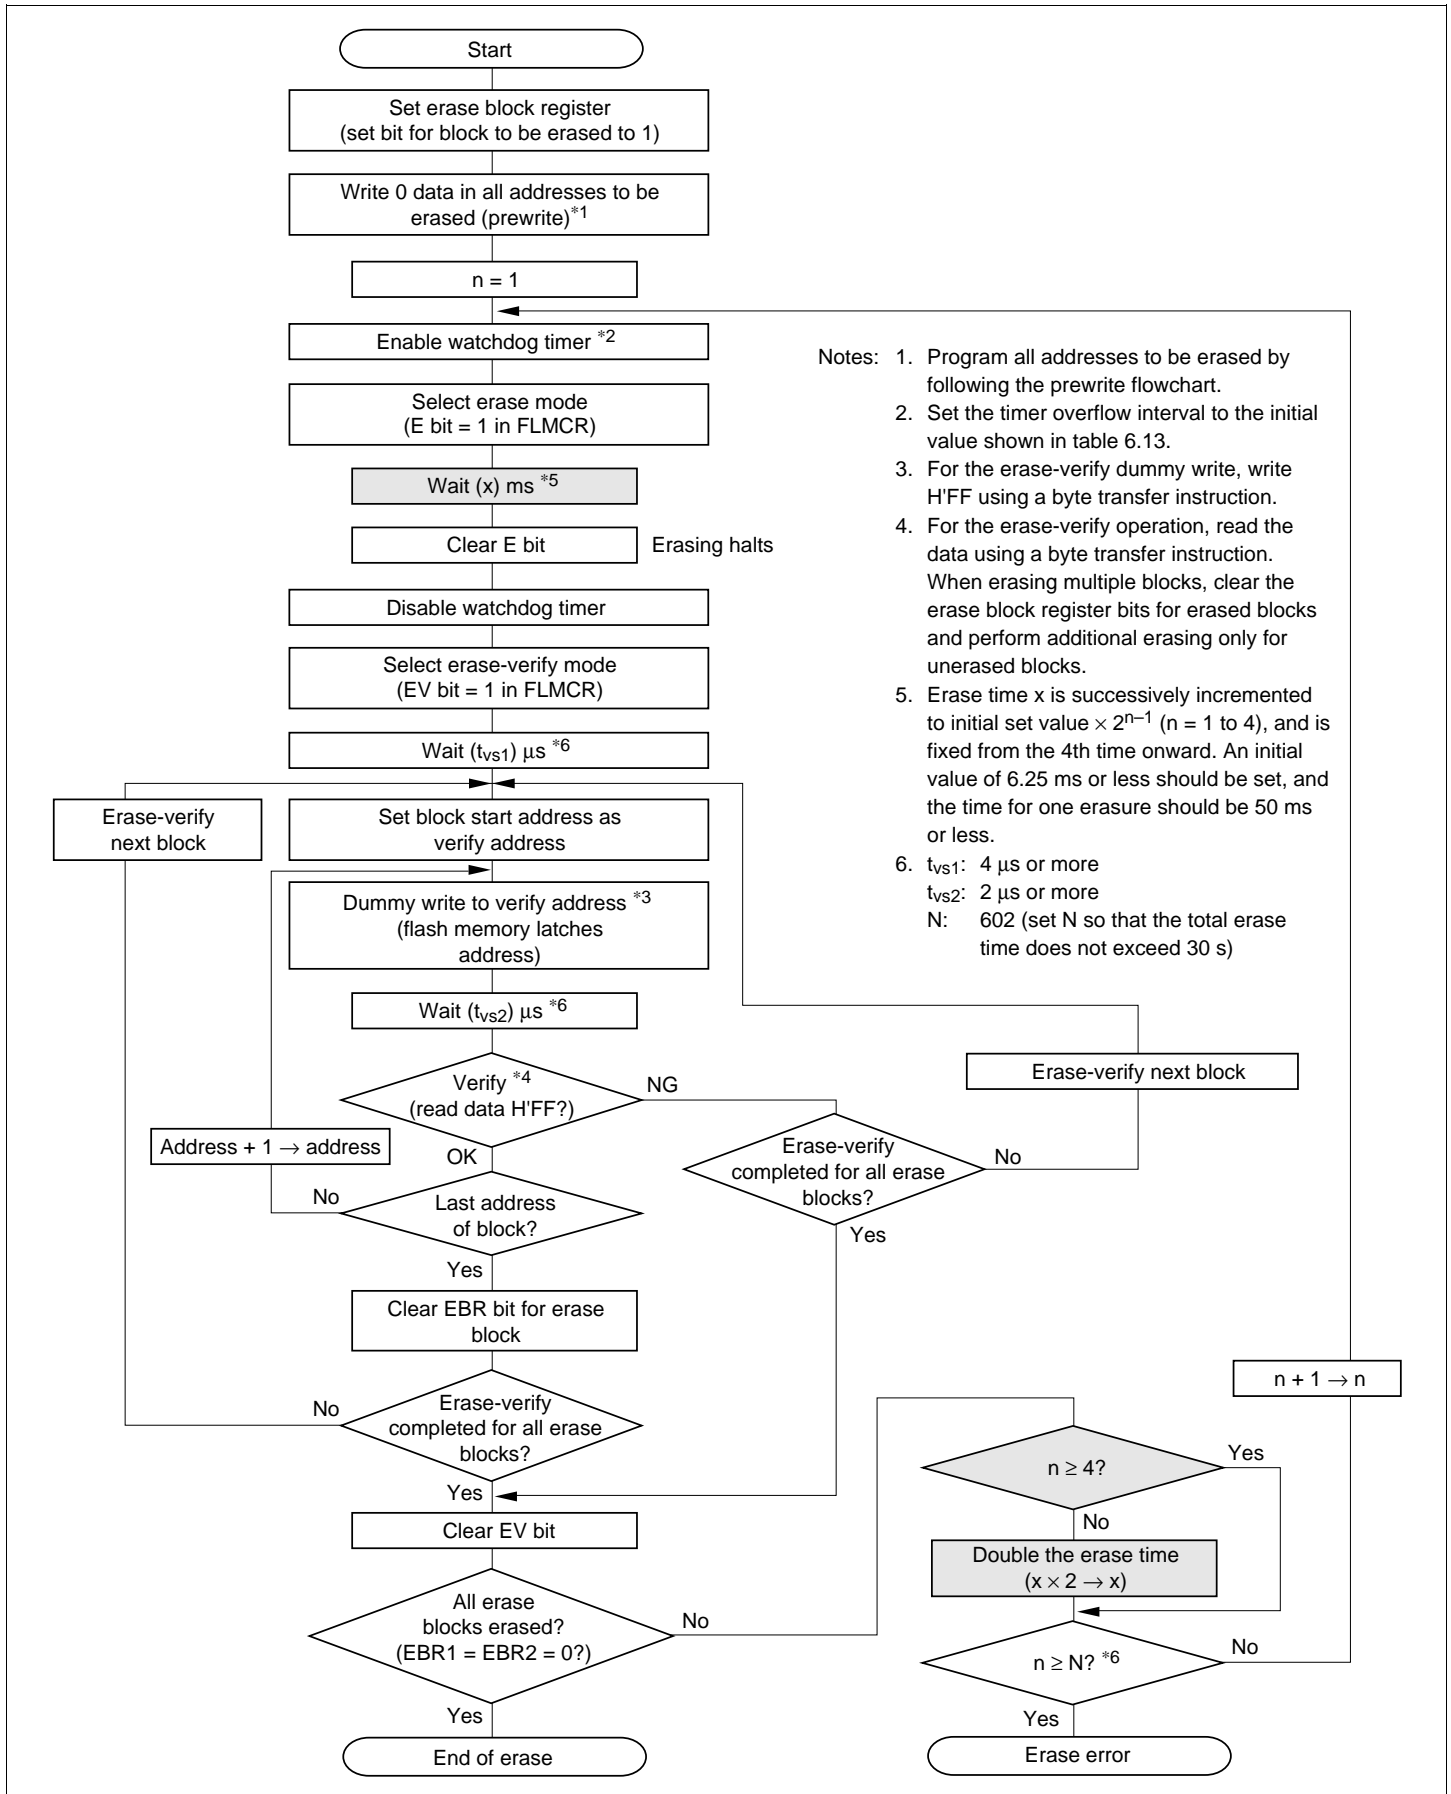 Start
Set erase block register
(set bit for block to be erased to 1)
Write 0 data in all addresses to be
erased (prewrite)*1
n = 1
Enable watchdog timer *2
Select erase mode
(E bit = 1 in FLMCR)
Wait (x) ms *5
Clear E bit
Erasing halts
Disable watchdog timer
Select erase-verify mode
(EV bit = 1 in FLMCR)
Wait (tvs1) μs *6
Erase-verify
next block
Set block start address as
verify address
Dummy write to verify address *3
(flash memory latches
address)
Wait (tvs2) μs *6
Verify *4
(read data H'FF?)
NG
OK
Address + 1 → address
No
Last address
of block?
Yes
Clear EBR bit for erase
block
No
Erase-verify
completed for all erase
blocks?
Yes
Clear EV bit
All erase
blocks erased?
(EBR1 = EBR2 = 0?)
No
Yes
End of erase
Notes: 1. Program all addresses to be erased by
following the prewrite flowchart.
2. Set the timer overflow interval to the initial
value shown in table 6.13.
3. For the erase-verify dummy write, write
H'FF using a byte transfer instruction.
4. For the erase-verify operation, read the
data using a byte transfer instruction.
When erasing multiple blocks, clear the
erase block register bits for erased blocks
and perform additional erasing only for
unerased blocks.
5. Erase time x is successively incremented
to initial set value × 2n–1 (n = 1 to 4), and is
fixed from the 4th time onward. An initial
value of 6.25 ms or less should be set, and
the time for one erasure should be 50 ms
or less.
6. tvs1: 4 μs or more
tvs2: 2 μs or more
N: 602 (set N so that the total erase
time does not exceed 30 s)
Erase-verify next block
Erase-verify
completed for all erase
blocks?
No
Yes
n + 1 → n
n ≥ 4?
Yes
No
Double the erase time
(x × 2 → x)
n ≥ N? *6
No
Yes
Erase error